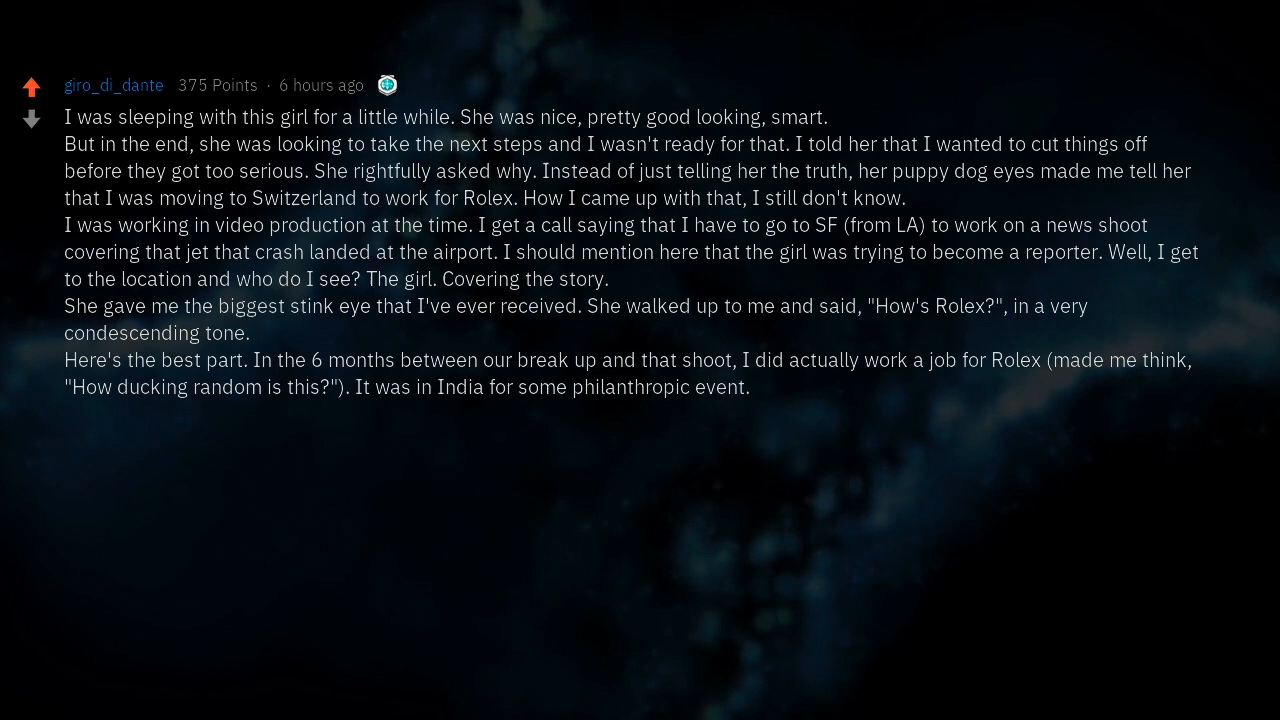 giro_di_dante 375 Points · 6 hours ago
I was sleeping with this girl for a little while. She was nice, pretty good looking, smart.
But in the end, she was looking to take the next steps and I wasn't ready for that. I told her that I wanted to cut things off
before they got too serious. She rightfully asked why. Instead of just telling her the truth, her puppy dog eyes made me tell her
that I was moving to Switzerland to work for Rolex. How I came up with that, I still don't know.
I was working in video production at the time. I get a call saying that I have to go to SF (from LA) to work on a news shoot
covering that jet that crash landed at the airport. I should mention here that the girl was trying to become a reporter. Well, I get
to the location and who do I see? The girl. Covering the story.
She gave me the biggest stink eye that I've ever received. She walked up to me and said, "How's Rolex?", in a very
condescending tone.
Here's the best part. In the 6 months between our break up and that shoot, I did actually work a job for Rolex (made me think,
"How ducking random is this?"). It was in India for some philanthropic event.